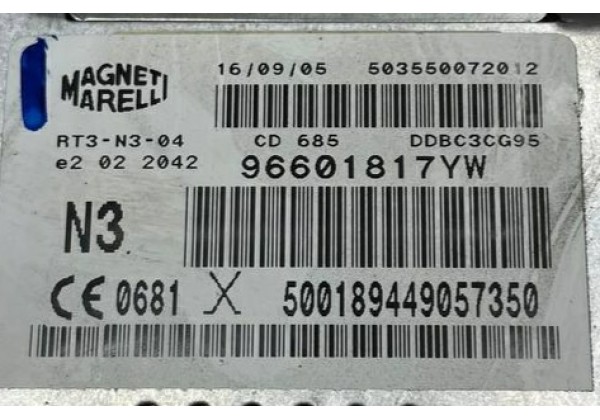 MAGNETI
MARELLI
16/09/05 503550072012
RT3-N3-04 CD 685 DDBC3CG95
e2 02 2042 96601817YW
N3
CE 0681 X 500189449057350